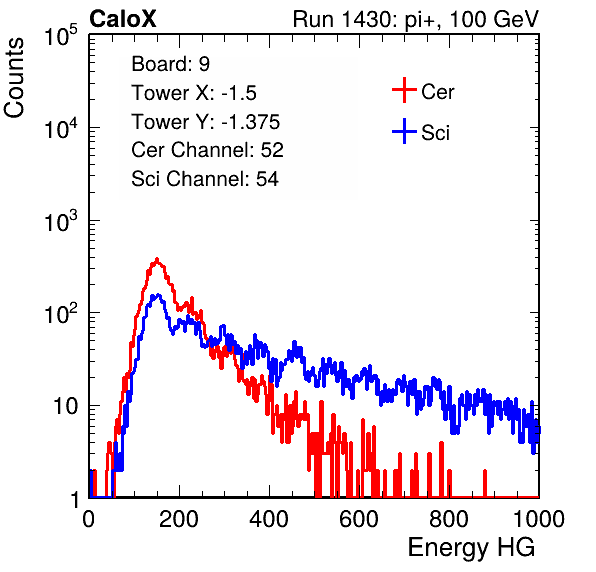 CaloX Run 1430: pi+, 100 GeV
Counts
Board: 9
Tower X: -1.5
Tower Y: -1.375
Cer Channel: 52
Sci Channel: 54
Cer
Sci
10^5
10^4
10^3
10^2
10
1
0 200 400 600 800 1000
Energy HG